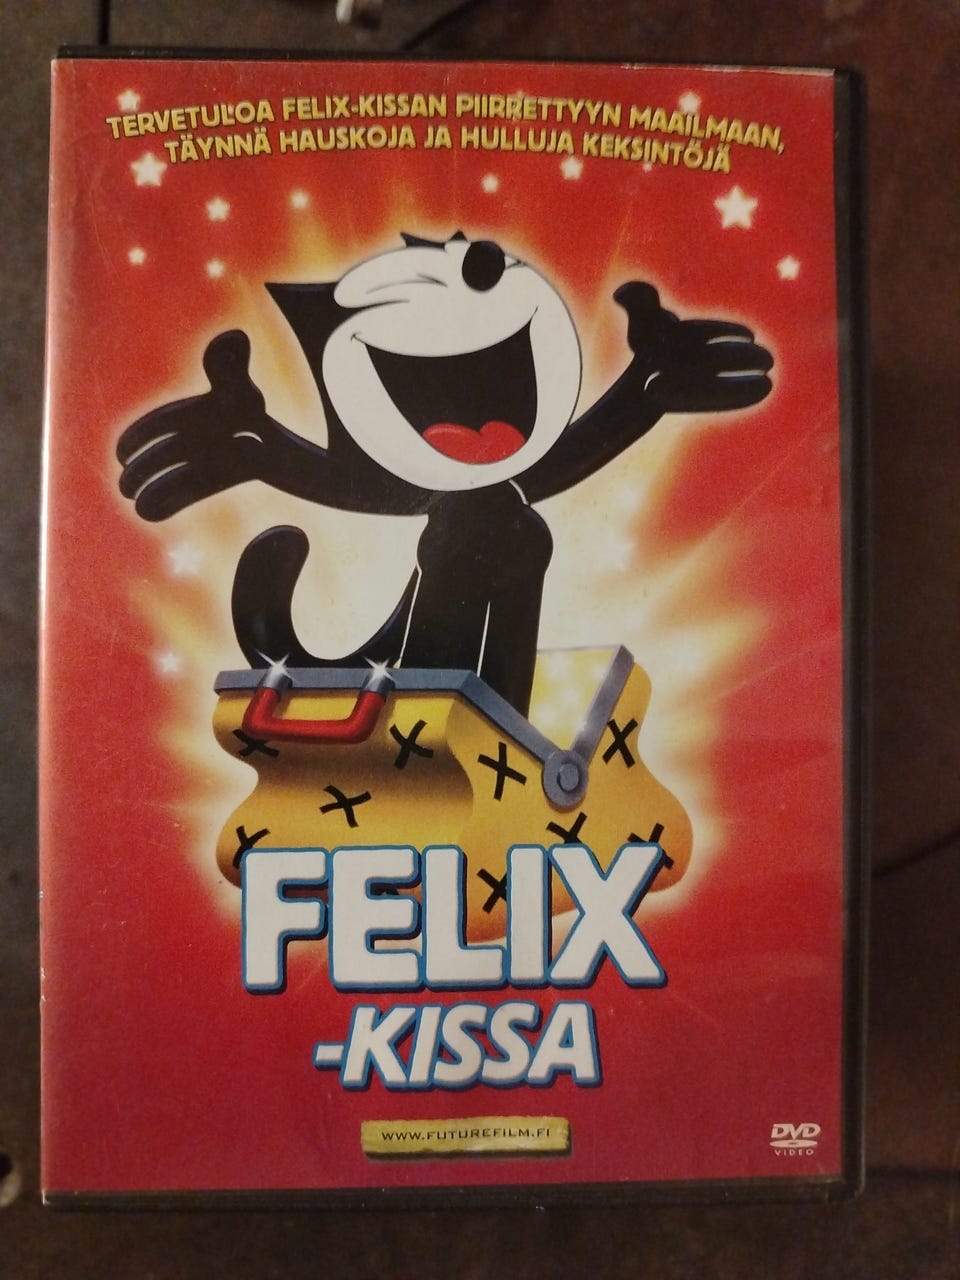 TERVETULOA FELIX-KISSAN PIIRRETTYYN MAAILMAAN,
TÄYNNÄ HAUSKOJA JA HULLUJA KEKSINTÖJÄ
FELIX
-KISSA
WWW.FUTUREFILM.FI
DVD
VIDEO